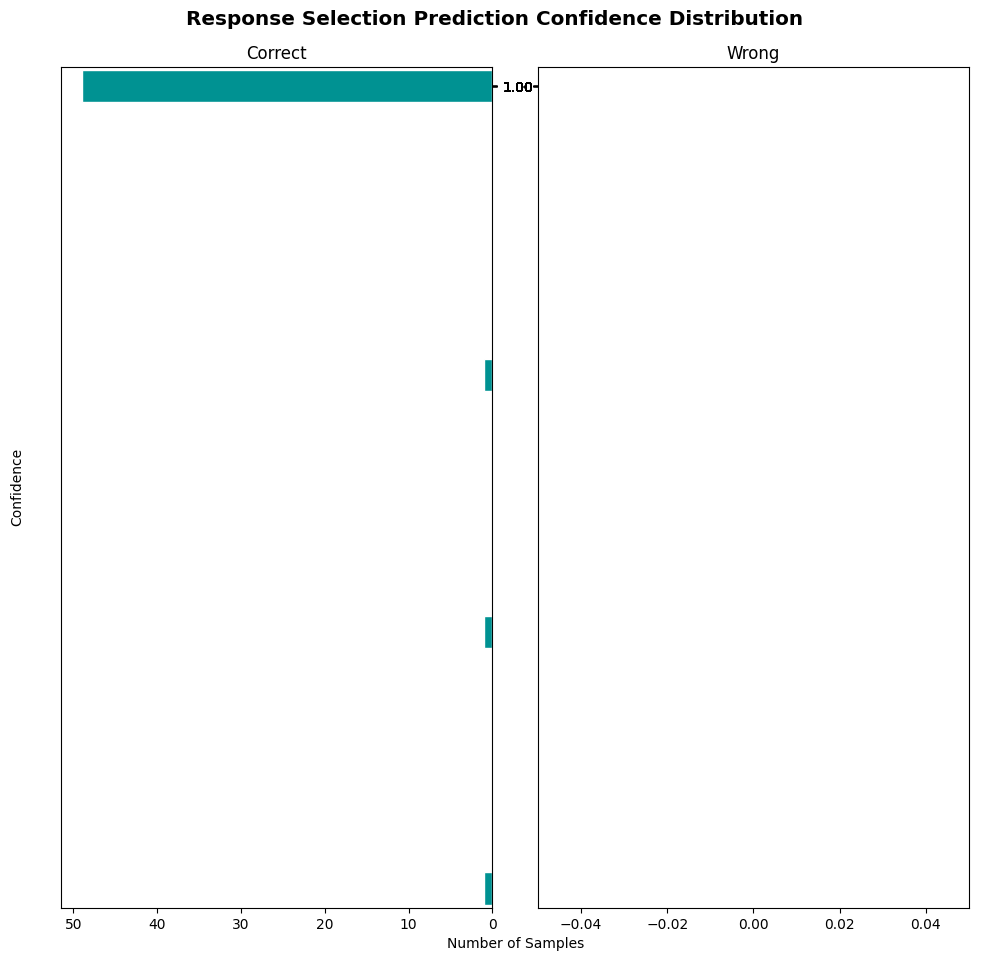 Response Selection Prediction Confidence Distribution
Correct Wrong
1.00
Confidence
50 40 30 20 10 0 −0.04 −0.02 0.00 0.02 0.04
Number of Samples